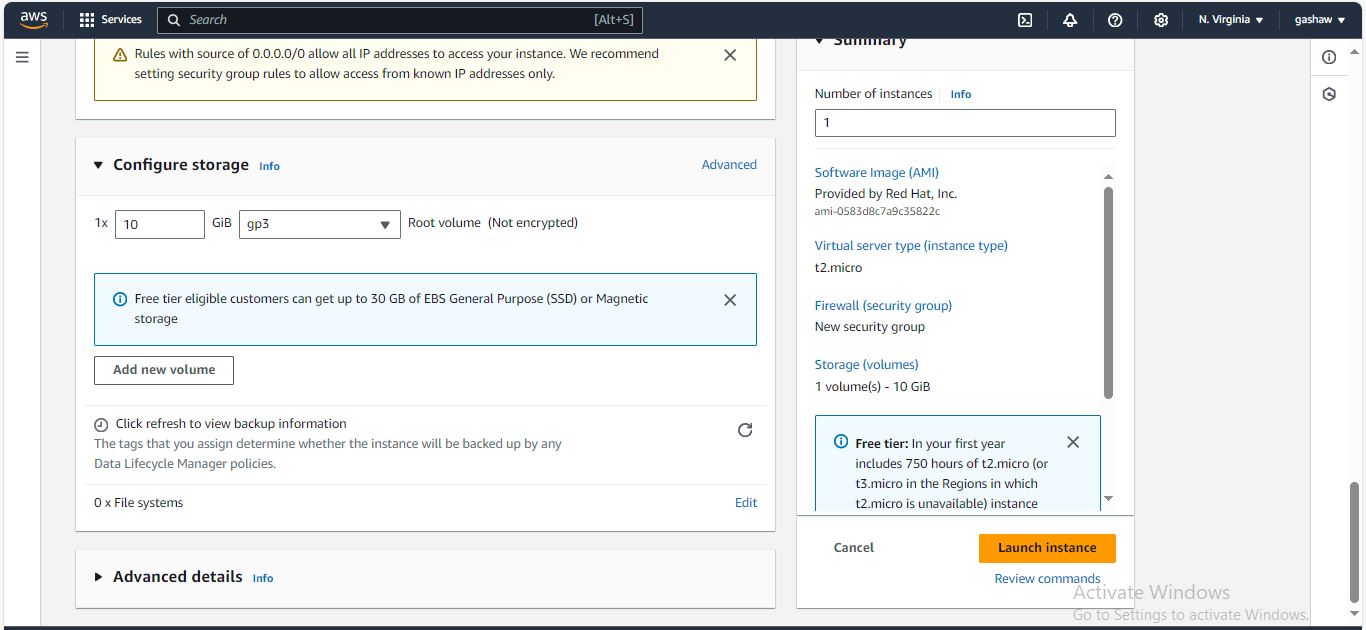 aws
Services
Search
[Alt+S]
N. Virginia
gashaw
Rules with source of 0.0.0.0/0 allow all IP addresses to access your instance. We recommend
setting security group rules to allow access from known IP addresses only.
Configure storage Info
Advanced
1x 10 GiB gp3 Root volume (Not encrypted)
Free tier eligible customers can get up to 30 GB of EBS General Purpose (SSD) or Magnetic
storage
Add new volume
Click refresh to view backup information
The tags that you assign determine whether the instance will be backed up by any
Data Lifecycle Manager policies.
0 x File systems
Edit
Advanced details Info
Summary
Number of instances Info
1
Software Image (AMI)
Provided by Red Hat, Inc.
ami-0583d8c7a9c35822c
Virtual server type (instance type)
t2.micro
Firewall (security group)
New security group
Storage (volumes)
1 volume(s) - 10 GiB
Free tier: In your first year
includes 750 hours of t2.micro (or
t3.micro in the Regions in which
t2.micro is unavailable) instance
Cancel
Launch instance
Review commands
Activate Windows
Go to Settings to activate Windows.